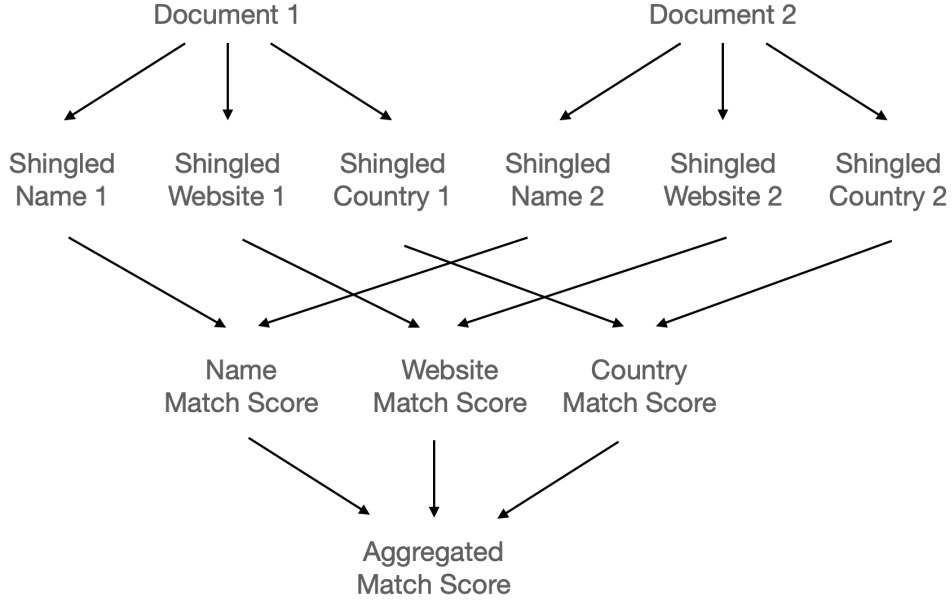 Document 1
Document 2
Shingled
Name 1
Shingled
Website 1
Shingled
Country 1
Shingled
Name 2
Shingled
Website 2
Shingled
Country 2
Name
Match Score
Website
Match Score
Country
Match Score
Aggregated
Match Score